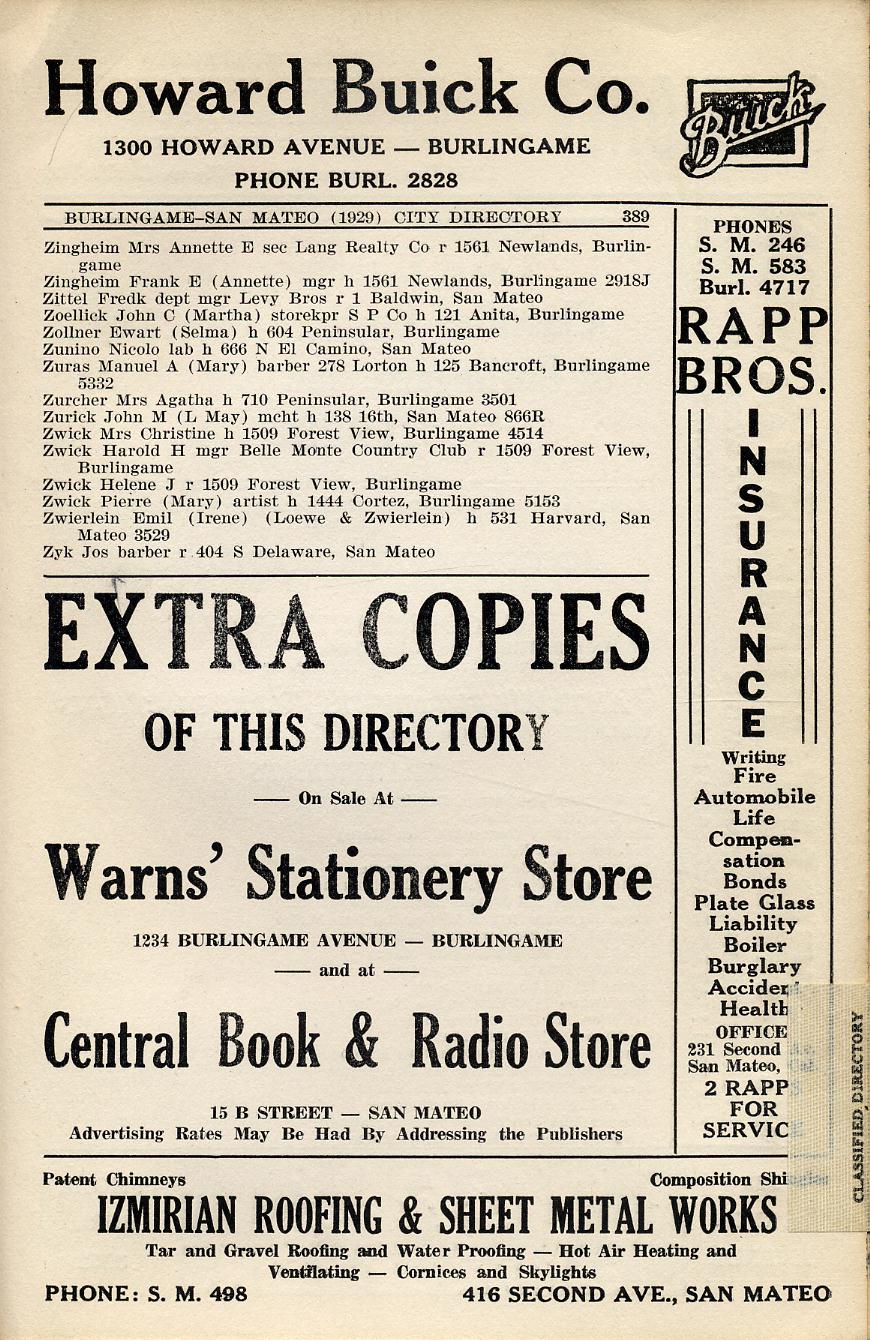 Howard Buick Co.
Buick
1300 HOWARD AVENUE — BURLINGAME
PHONE BURL. 2828
BURLINGAME–SAN MATEO (1929) CITY DIRECTORY 389
Zingheim Mrs Annette E sec Lang Realty Co r 1561 Newlands, Burlin-
game
Zingheim Frank E (Annette) mgr h 1561 Newlands, Burlingame 2918J
Zittel Fredk dept mgr Levy Bros r 1 Baldwin, San Mateo
Zoellick John C (Martha) storekpr S P Co h 121 Anita, Burlingame
Zollner Ewart (Selma) h 604 Peninsular, Burlingame
Zunino Nicolo lab h 666 N El Camino, San Mateo
Zuras Manuel A (Mary) barber 278 Lorton h 125 Bancroft, Burlingame
5332
Zurcher Mrs Agatha h 710 Peninsular, Burlingame 3501
Zurick John M (L May) mcht h 138 16th, San Mateo 866R
Zwick Mrs Christine h 1509 Forest View, Burlingame 4514
Zwick Harold H mgr Belle Monte Country Club r 1509 Forest View,
Burlingame
Zwick Helene J r 1509 Forest View, Burlingame
Zwick Pierre (Mary) artist h 1444 Cortez, Burlingame 5153
Zwierlein Emil (Irene) (Loewe & Zwierlein) h 531 Harvard, San
Mateo 3529
Zyk Jos barber r 404 S Delaware, San Mateo
EXTRA COPIES
OF THIS DIRECTORY
— On Sale At —
Warns' Stationery Store
1234 BURLINGAME AVENUE — BURLINGAME
— and at —
Central Book & Radio Store
15 B STREET — SAN MATEO
Advertising Rates May Be Had By Addressing the Publishers
PHONES
S. M. 246
S. M. 583
Burl. 4717
RAPP
BROS.
INSURANCE
Writing
Fire
Automobile
Life
Compen-
sation
Bonds
Plate Glass
Liability
Boiler
Burglary
Accident
Health
OFFICE
231 Second
San Mateo,
2 RAPP
FOR
SERVIC
CLASSIFIED DIRECTORY
Patent Chimneys Composition Shi
IZMIRIAN ROOFING & SHEET METAL WORKS
Tar and Gravel Roofing and Water Proofing — Hot Air Heating and
Ventilating — Cornices and Skylights
PHONE: S. M. 498 416 SECOND AVE., SAN MATEO